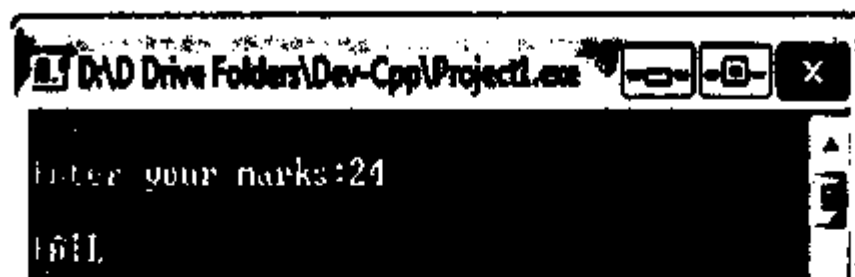 D:\D Drive Folders\Dev-Cpp\Project1.exe
Enter your marks:24
FAIL